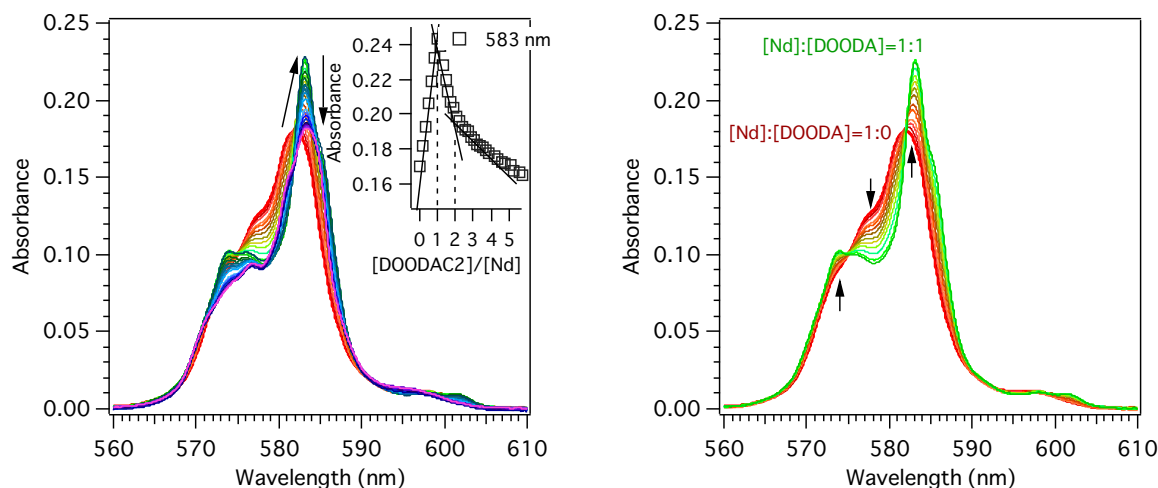 0.25
0.20
0.15
0.10
0.05
0.00
Absorbance
560
570
580
590
600
610
Wavelength (nm)
583 nm
0.24
0.22
0.20
0.18
0.16
Absorbance
0 1 2 3 4 5
[DOODAC2]/[Nd]
0.25
0.20
0.15
0.10
0.05
0.00
Absorbance
560
570
580
590
600
610
Wavelength (nm)
[Nd]:[DOODA]=1:1
[Nd]:[DOODA]=1:0